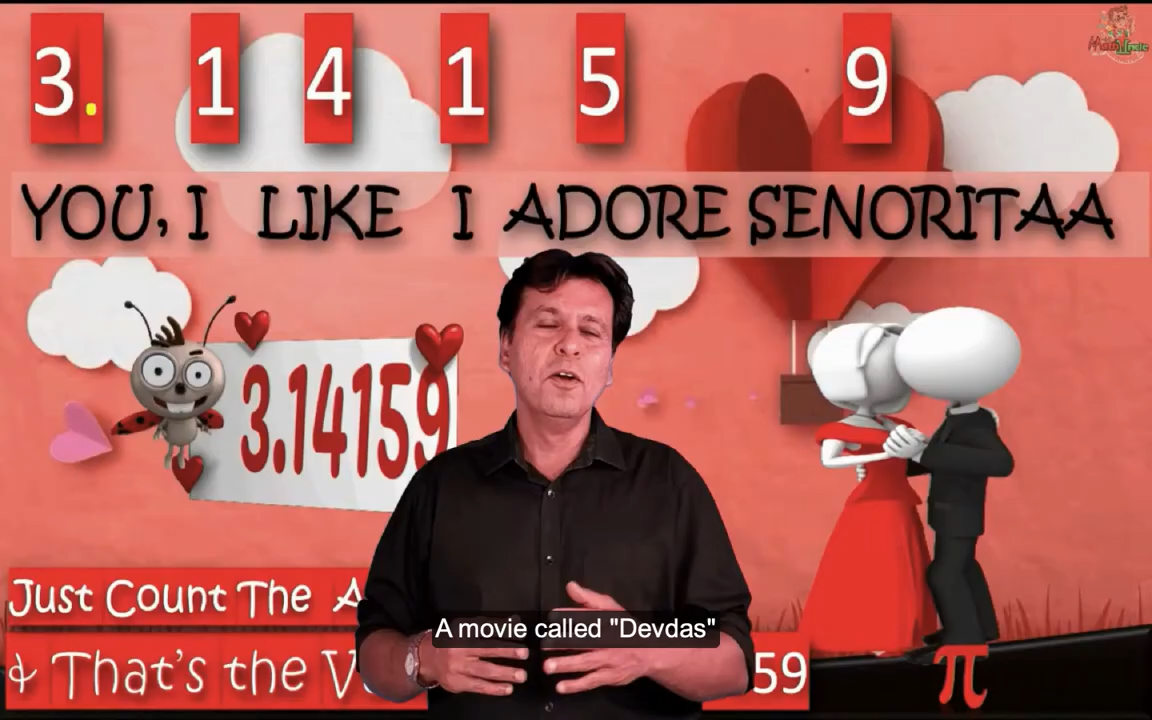 3. 1 4 1 5 9
YOU, I LIKE I ADORE SENORITAA
3.14159
Just Count The
A movie called "Devdas"
& That's the
59
π